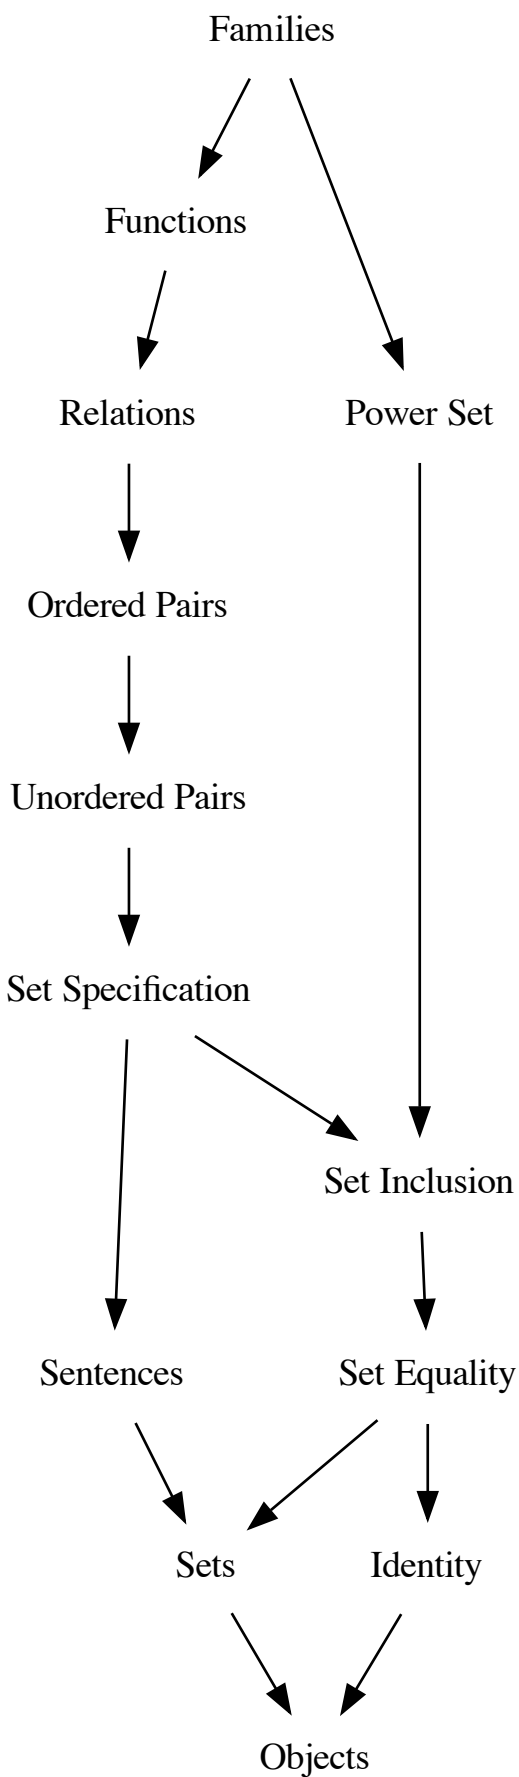 Families
Functions
Relations
Power Set
Ordered Pairs
Unordered Pairs
Set Specification
Set Inclusion
Sentences
Set Equality
Sets
Identity
Objects